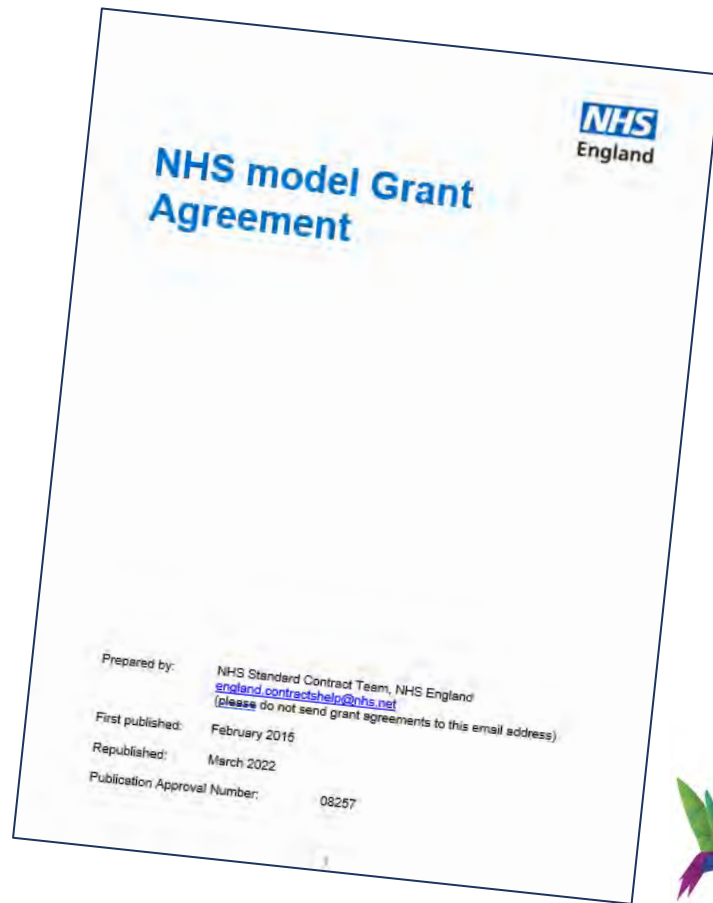 NHS
England
NHS model Grant
Agreement
Prepared by: NHS Standard Contract Team, NHS England
england.contractshelp@nhs.net
(please do not send grant agreements to this email address)
First published: February 2015
Republished: March 2022
Publication Approval Number: 08257
1